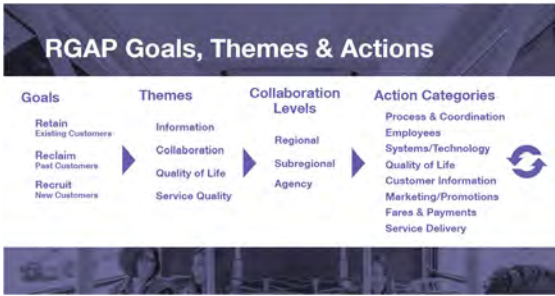 RGAP Goals, Themes & Actions
Goals
Retain
Existing Customers
Reclaim
Past Customers
Recruit
New Customers
Themes
Information
Collaboration
Quality of Life
Service Quality
Collaboration
Levels
Regional
Subregional
Agency
Action Categories
Process & Coordination
Employees
Systems/Technology
Quality of Life
Customer Information
Marketing/Promotions
Fares & Payments
Service Delivery